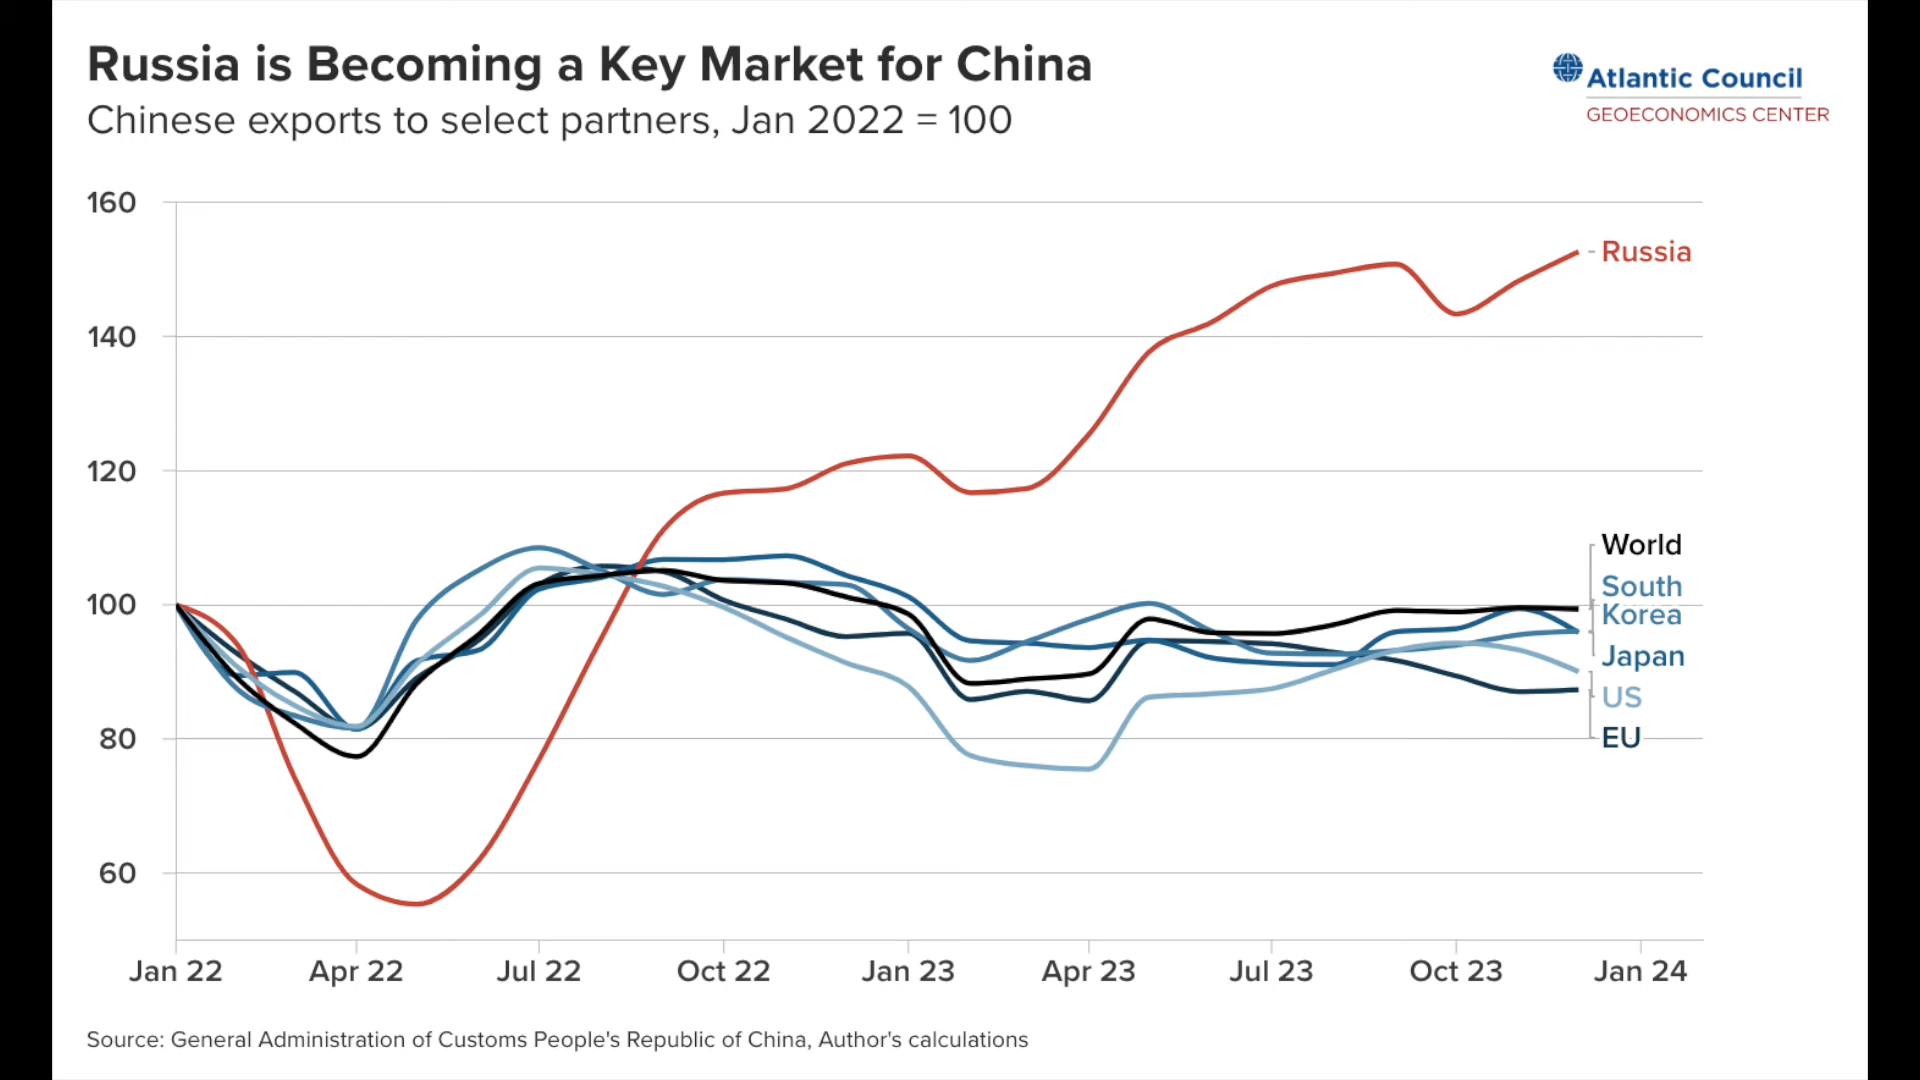 Russia is Becoming a Key Market for China
Chinese exports to select partners, Jan 2022 = 100
Atlantic Council
GEOECONOMICS CENTER
160
140
120
100
80
60
Russia
World
South
Korea
Japan
US
EU
Jan 22
Apr 22
Jul 22
Oct 22
Jan 23
Apr 23
Jul 23
Oct 23
Jan 24
Source: General Administration of Customs People's Republic of China, Author's calculations